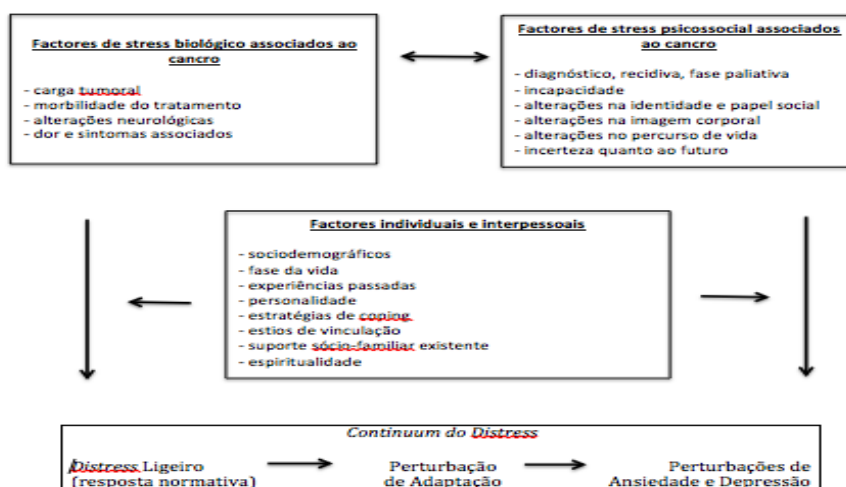 Factores de stress biológico associados ao
cancro
- carga tumoral
- morbilidade do tratamento
- alterações neurológicas
- dor e sintomas associados
Factores de stress psicossocial associados
ao cancro
- diagnóstico, recidiva, fase paliativa
- incapacidade
- alterações na identidade e papel social
- alterações na imagem corporal
- alterações no percurso de vida
- incerteza quanto ao futuro
Factores individuais e interpessoais
- sociodemográficos
- fase da vida
- experiências passadas
- personalidade
- estratégias de coping
- estios de vinculação
- suporte sócio-familiar existente
- espiritualidade
Continuum do Distress
Distress Ligeiro
(resposta normativa)
Perturbação
de Adaptação
Perturbações de
Ansiedade e Depressão